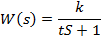 W(s) = k / (tS + 1)